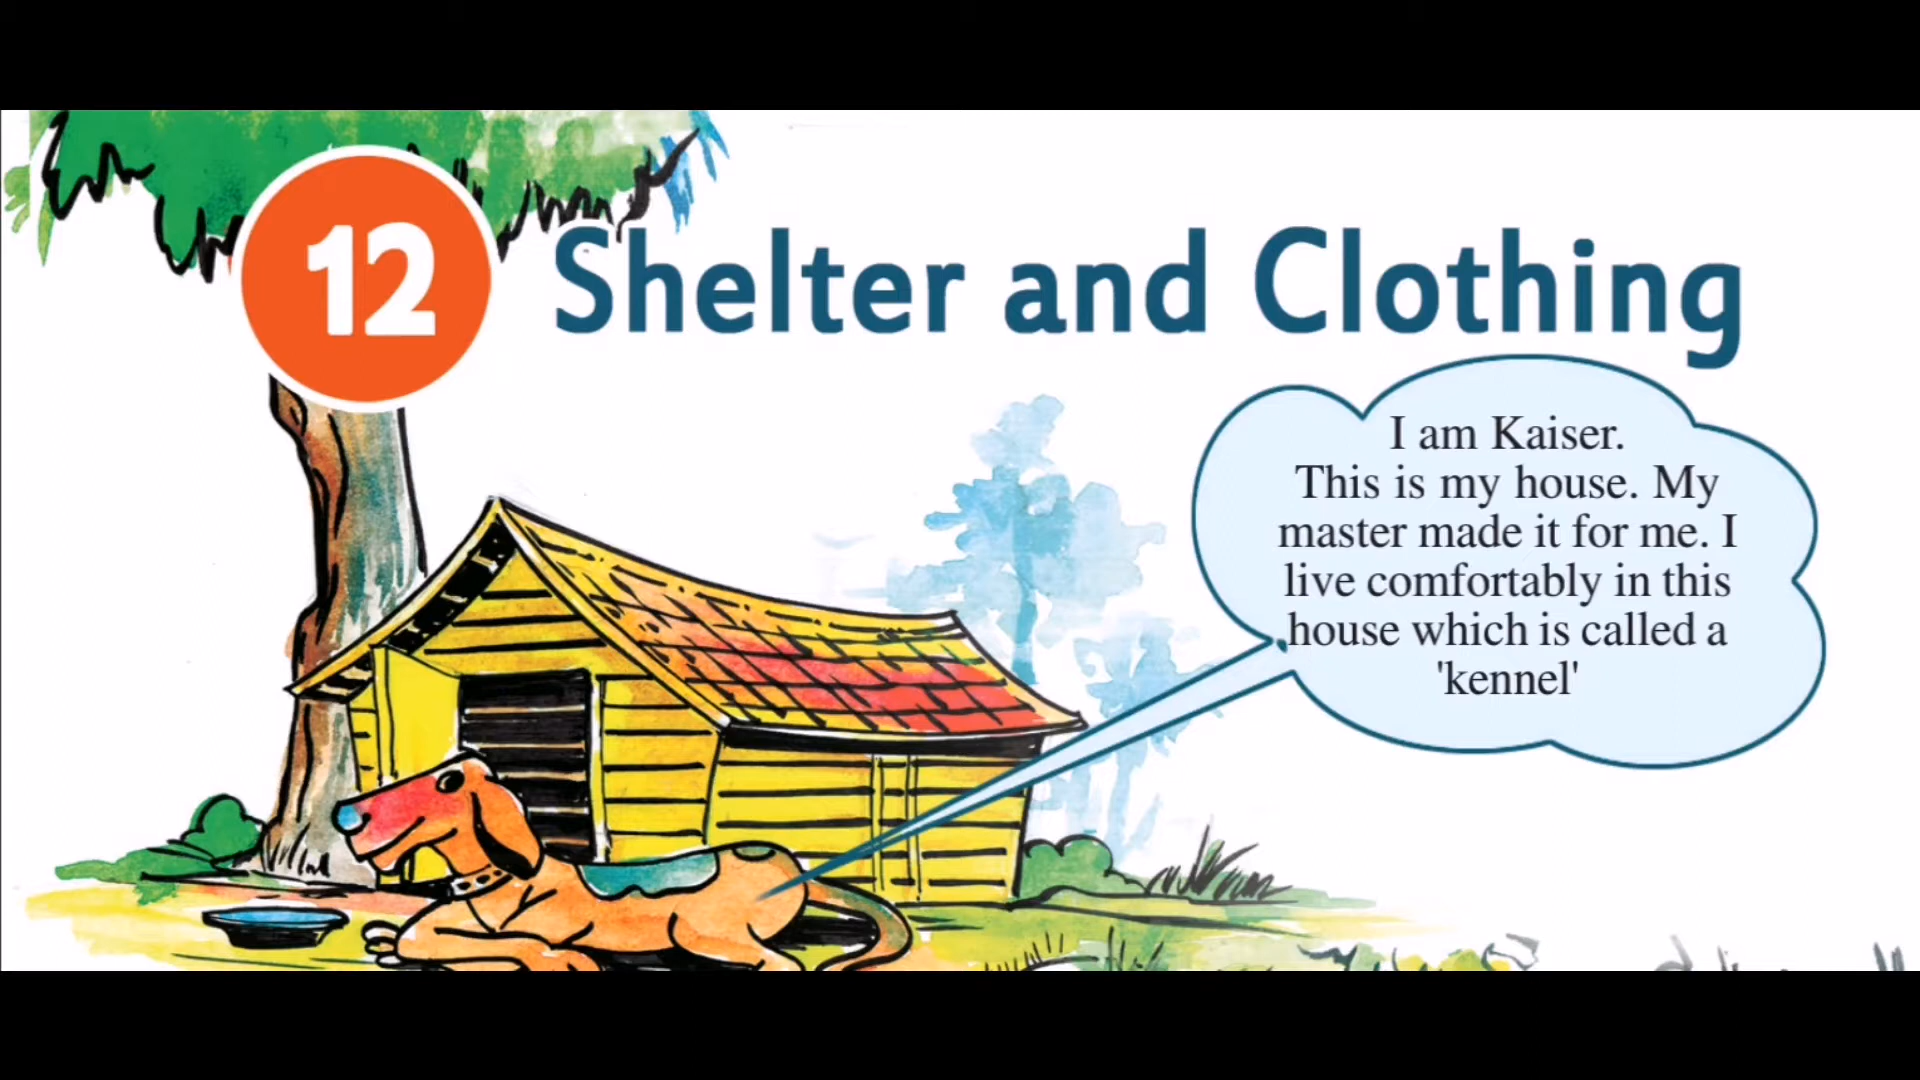 12
Shelter and Clothing
I am Kaiser.
This is my house. My
master made it for me. I
live comfortably in this
house which is called a
'kennel'